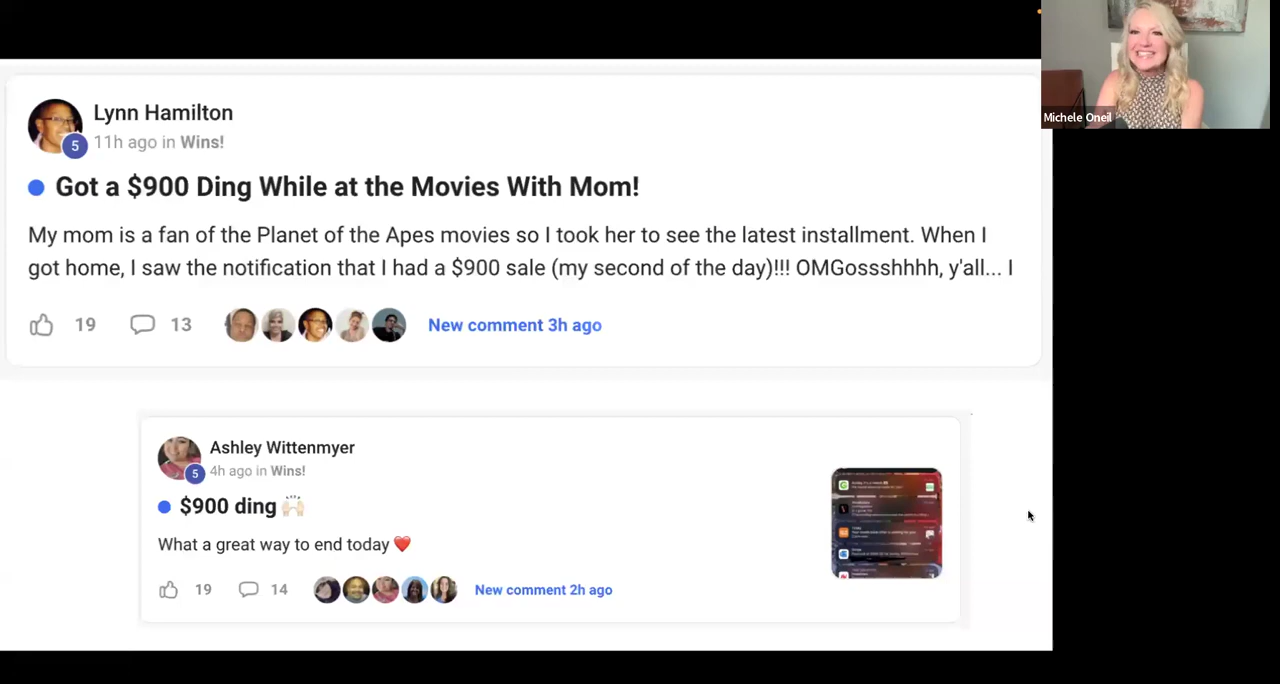 Michele Oneil
Lynn Hamilton
5
11h ago in Wins!
Got a $900 Ding While at the Movies With Mom!
My mom is a fan of the Planet of the Apes movies so I took her to see the latest installment. When I
got home, I saw the notification that I had a $900 sale (my second of the day)!!! OMGossshhhh, y'all... I
19 13 New comment 3h ago
Ashley Wittenmyer
5
4h ago in Wins!
$900 ding 🙌🏻
What a great way to end today ❤️
19 14 New comment 2h ago